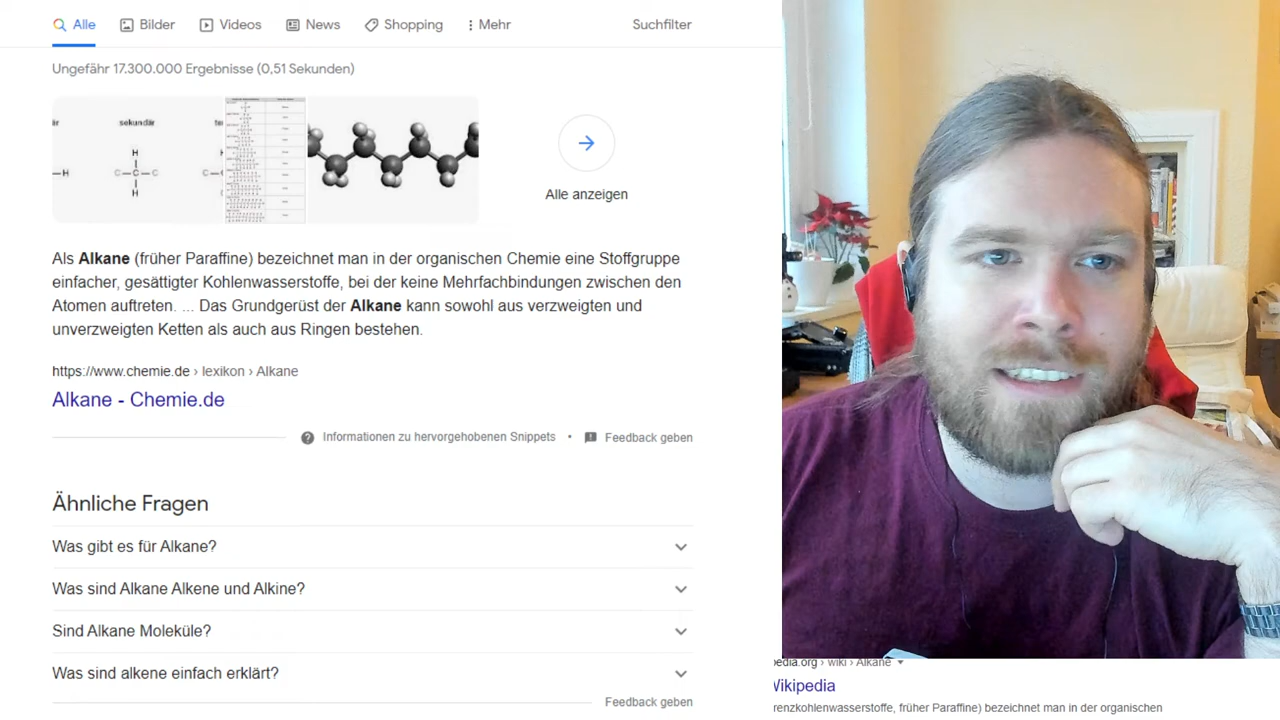 Alle Bilder Videos News Shopping Mehr Suchfilter
Ungefähr 17.300.000 Ergebnisse (0,51 Sekunden)
sekundär
H
H C C C C
H
Alle anzeigen
Als Alkane (früher Paraffine) bezeichnet man in der organischen Chemie eine Stoffgruppe
einfacher, gesättigter Kohlenwasserstoffe, bei der keine Mehrfachbindungen zwischen den
Atomen auftreten. ... Das Grundgerüst der Alkane kann sowohl aus verzweigten und
unverzweigten Ketten als auch aus Ringen bestehen.
https://www.chemie.de › lexikon › Alkane
Alkane - Chemie.de
Informationen zu hervorgehobenen Snippets • Feedback geben
Ähnliche Fragen
Was gibt es für Alkane?
Was sind Alkane Alkene und Alkine?
Sind Alkane Moleküle?
Was sind alkene einfach erklärt?
Feedback geben
pedia.org › wiki › Alkane
Wikipedia
renzkohlenwasserstoffe, früher Paraffine) bezeichnet man in der organischen